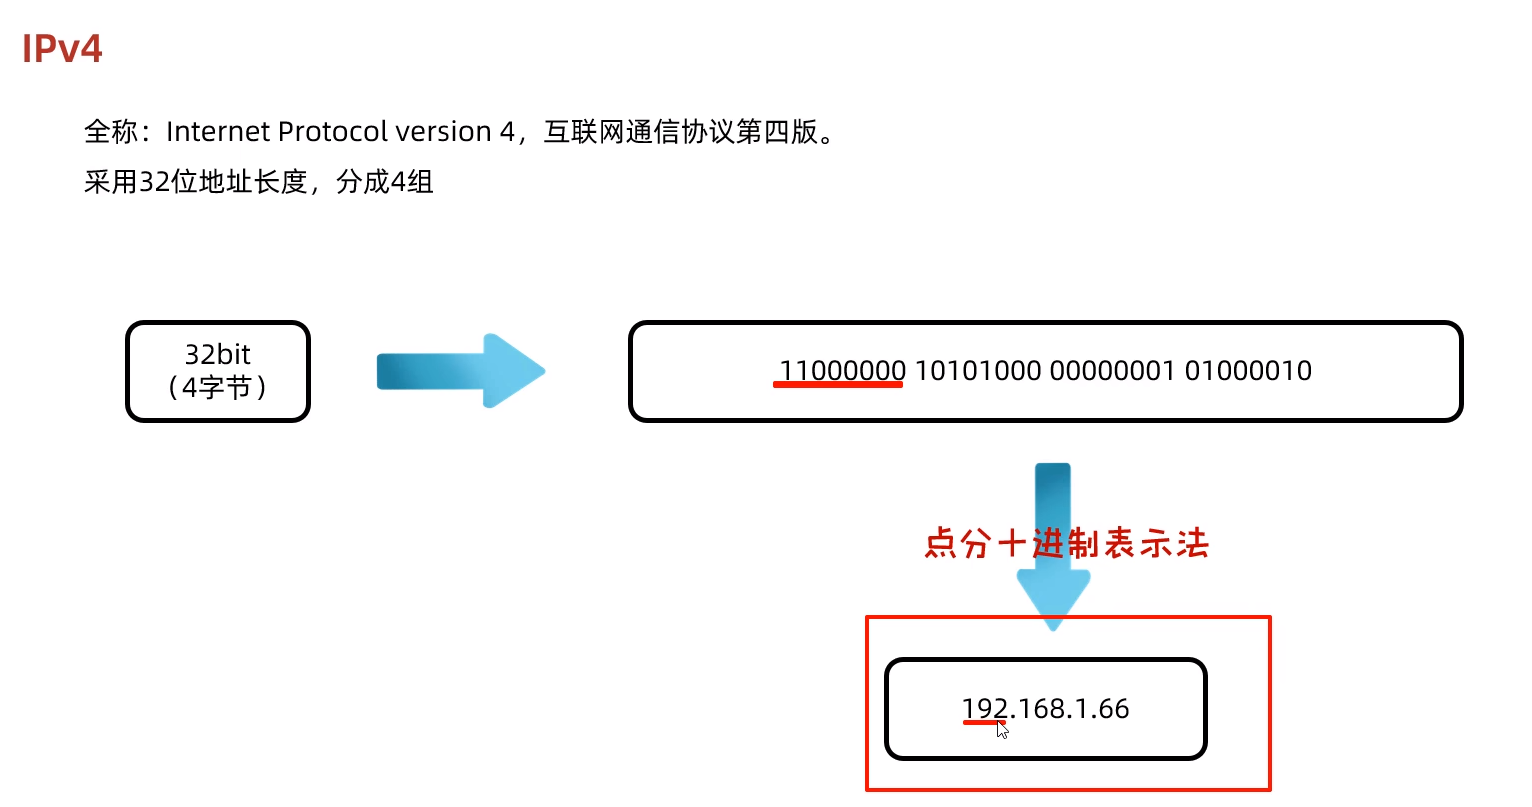 IPv4
全称：Internet Protocol version 4，互联网通信协议第四版。
采用32位地址长度，分成4组
32bit
（4字节）
11000000 10101000 00000001 01000010
点分十进制表示法
192.168.1.66